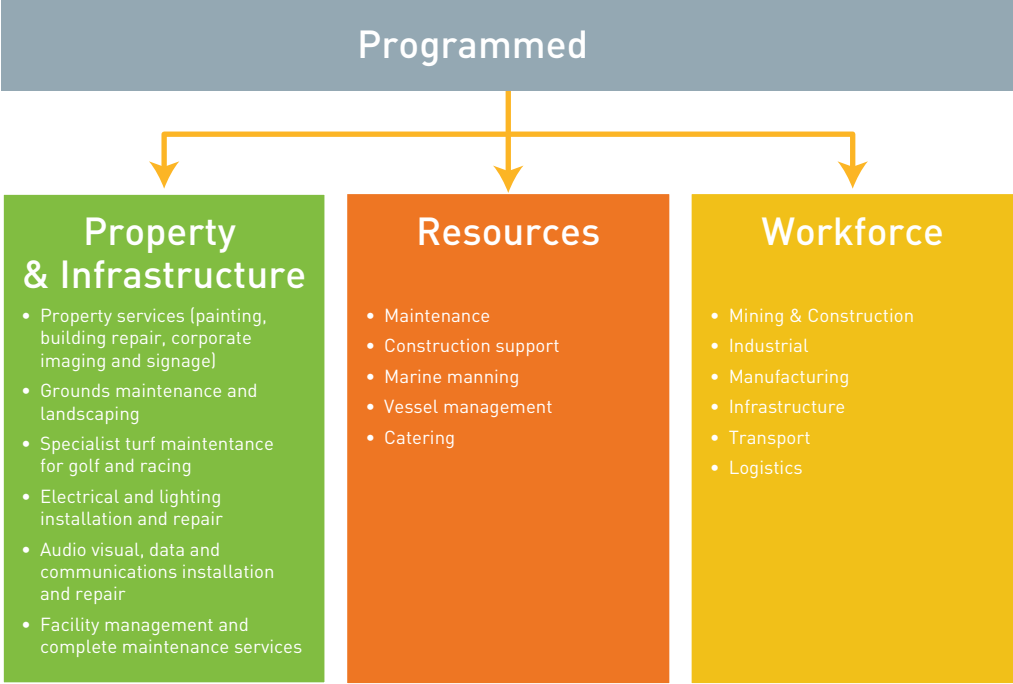 Programmed
Property
& Infrastructure
• Property services (painting,
building repair, corporate
imaging and signage)
• Grounds maintenance and
landscaping
• Specialist turf maintentance
for golf and racing
• Electrical and lighting
installation and repair
• Audio visual, data and
communications installation
and repair
• Facility management and
complete maintenance services
Resources
• Maintenance
• Construction support
• Marine manning
• Vessel management
• Catering
Workforce
• Mining & Construction
• Industrial
• Manufacturing
• Infrastructure
• Transport
• Logistics